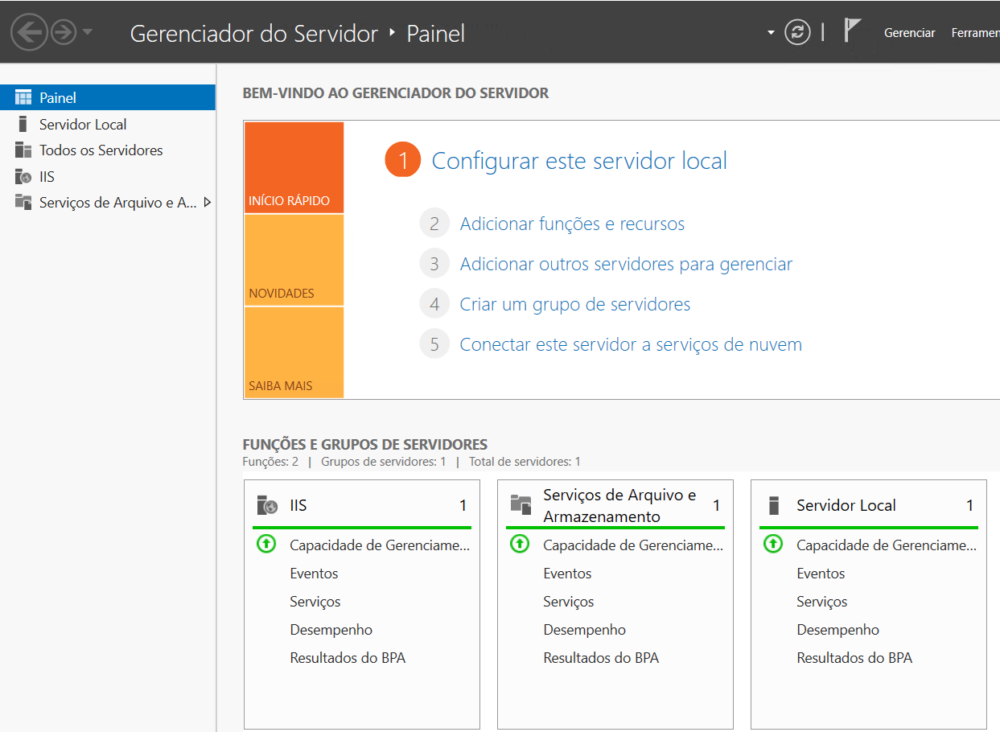 Gerenciador do Servidor ‣ Painel
Gerenciar Ferramen
Painel
Servidor Local
Todos os Servidores
IIS
Serviços de Arquivo e A...
BEM-VINDO AO GERENCIADOR DO SERVIDOR
INÍCIO RÁPIDO
NOVIDADES
SAIBA MAIS
1 Configurar este servidor local
2 Adicionar funções e recursos
3 Adicionar outros servidores para gerenciar
4 Criar um grupo de servidores
5 Conectar este servidor a serviços de nuvem
FUNÇÕES E GRUPOS DE SERVIDORES
Funções: 2 | Grupos de servidores: 1 | Total de servidores: 1
IIS 1
Capacidade de Gerenciame...
Eventos
Serviços
Desempenho
Resultados do BPA
Serviços de Arquivo e
Armazenamento 1
Capacidade de Gerenciame...
Eventos
Serviços
Desempenho
Resultados do BPA
Servidor Local 1
Capacidade de Gerenciame...
Eventos
Serviços
Desempenho
Resultados do BPA